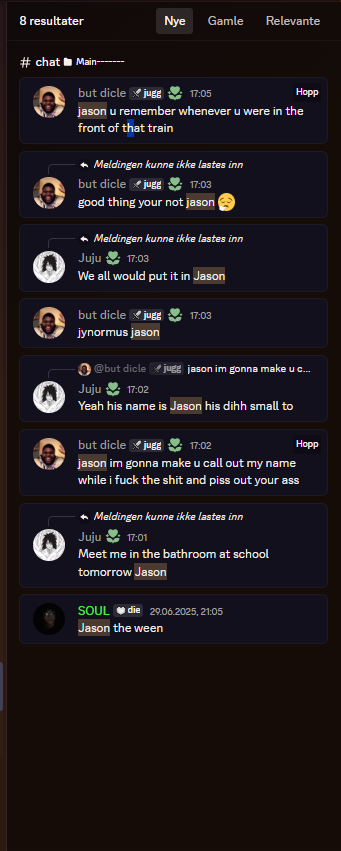 8 resultater
Nye
Gamle
Relevante
# chat Main-------
but dicle jugg 17:05
Hopp
jason u remember whenever u were in the
front of that train
Meldingen kunne ikke lastes inn
but dicle jugg 17:03
good thing your not jason 😔
Meldingen kunne ikke lastes inn
Juju 17:03
We all would put it in Jason
but dicle jugg 17:03
jynormus jason
@but dicle jugg jason im gonna make u c...
Juju 17:02
Yeah his name is Jason his dihh small to
but dicle jugg 17:02
Hopp
jason im gonna make u call out my name
while i fuck the shit and piss out your ass
Meldingen kunne ikke lastes inn
Juju 17:01
Meet me in the bathroom at school
tomorrow Jason
SOUL die 29.06.2025, 21:05
Jason the ween